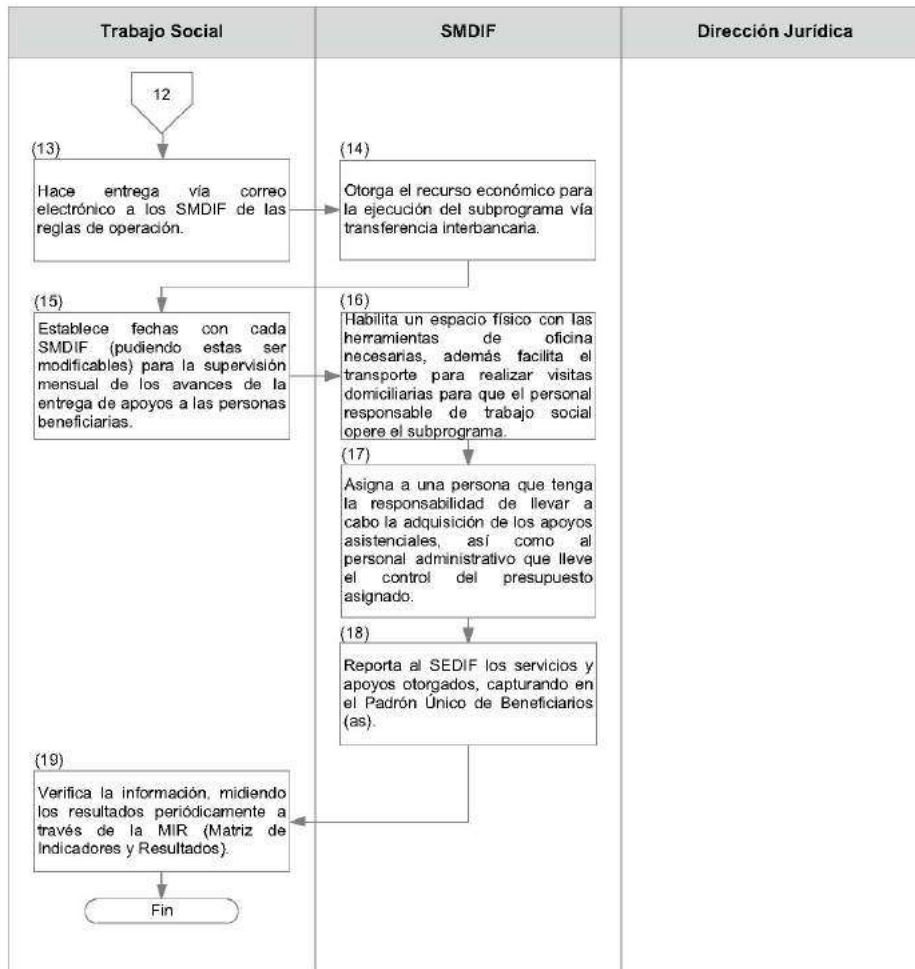 Trabajo Social
SMDIF
Dirección Jurídica
12
(13)
Hace entrega vía correo
electrónico a los SMDIF de las
reglas de operación.
(14)
Otorga el recurso económico para
la ejecución del subprograma vía
transferencia interbancaria.
(15)
Establece fechas con cada
SMDIF (pudiendo estas ser
modificables) para la supervisión
mensual de los avances de la
entrega de apoyos a las personas
beneficiarias.
(16)
Habilita un espacio físico con las
herramientas de oficina
necesarias, además facilita el
transporte para realizar visitas
domiciliarias para que el personal
responsable de trabajo social
opere el subprograma.
(17)
Asigna a una persona que tenga
la responsabilidad de llevar a
cabo la adquisición de los apoyos
asistenciales, así como al
personal administrativo que lleve
el control del presupuesto
asignado.
(18)
Reporta al SEDIF los servicios y
apoyos otorgados, capturando en
el Padrón Único de Beneficiarios
(as).
(19)
Verifica la información, midiendo
los resultados periódicamente a
través de la MIR (Matriz de
Indicadores y Resultados).
Fin